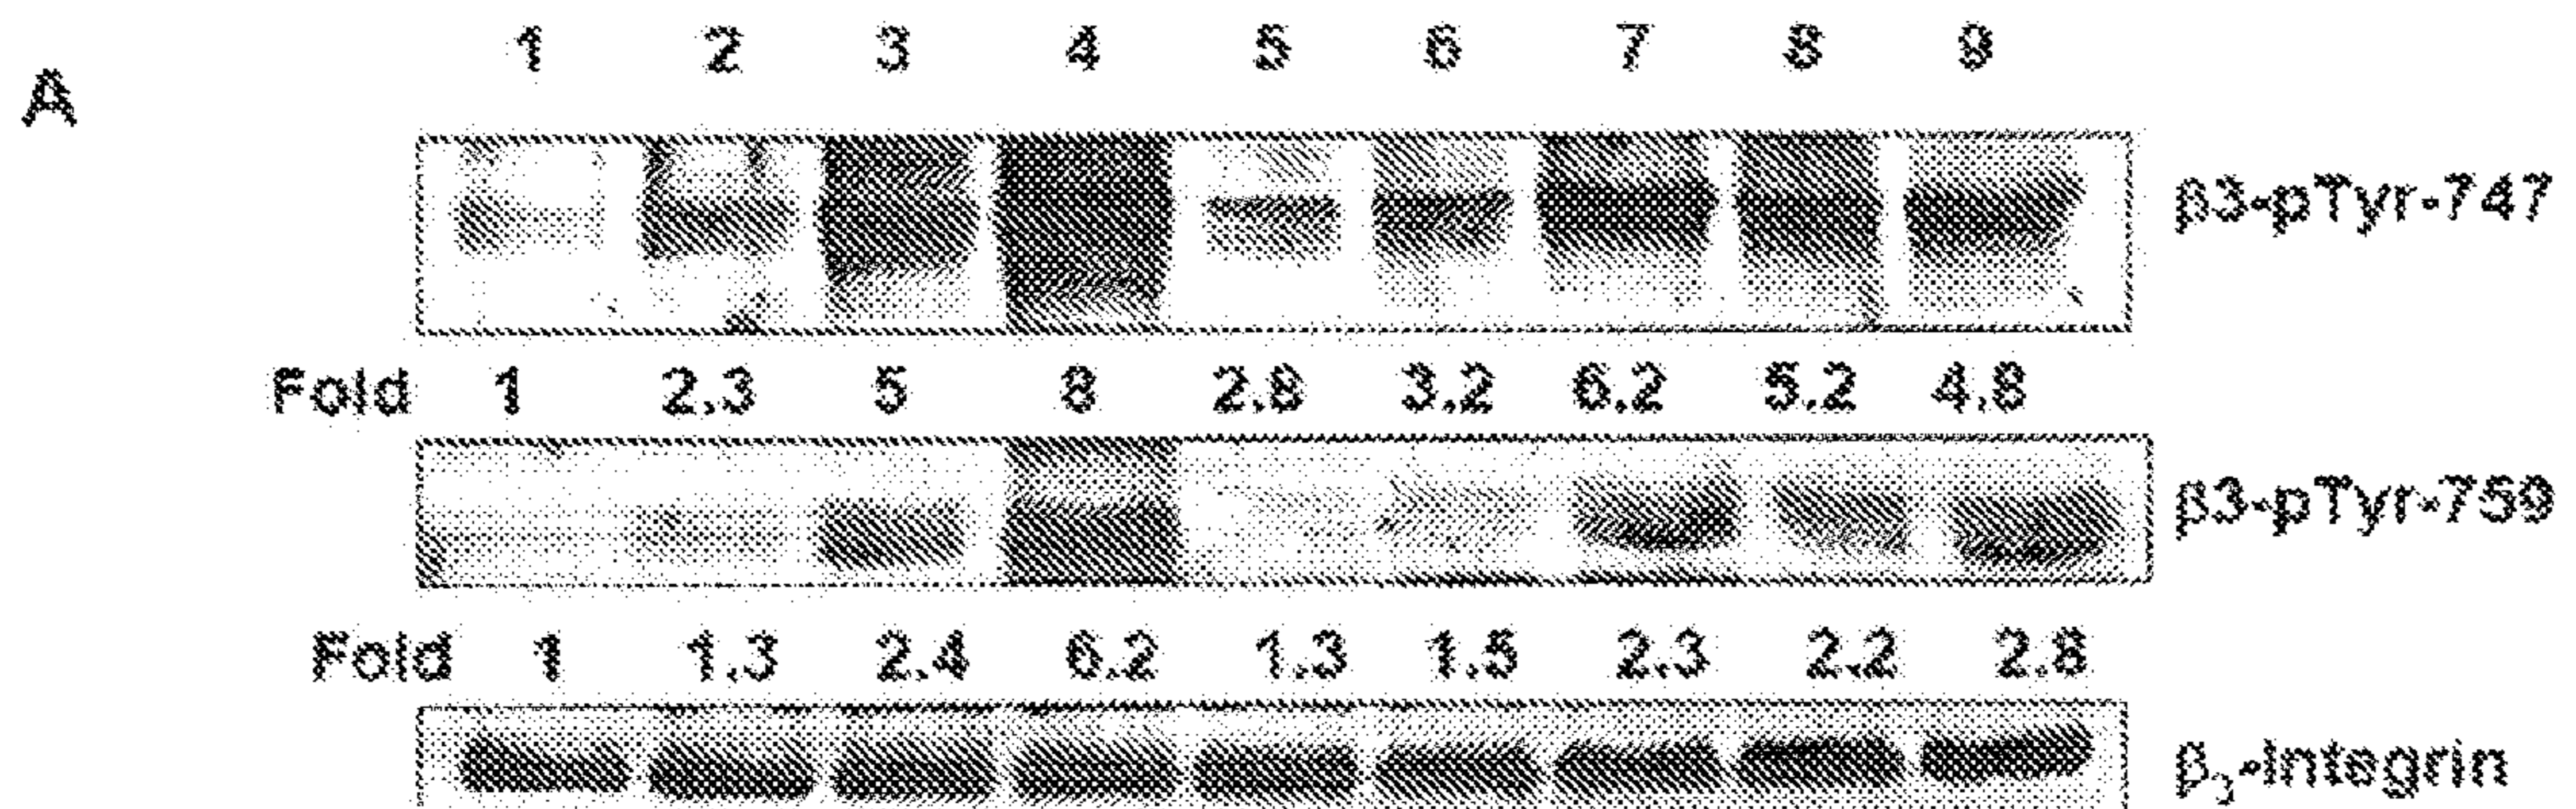 1 2 3 4 5 6 7 8 9
A
β3-pTyr-747
Fold 1 2.3 5 8 2.8 3.2 6.2 5.2 4.8
β3-pTyr-759
Fold 1 1.3 2.4 6.2 1.3 1.5 2.3 2.2 2.8
β3-Integrin